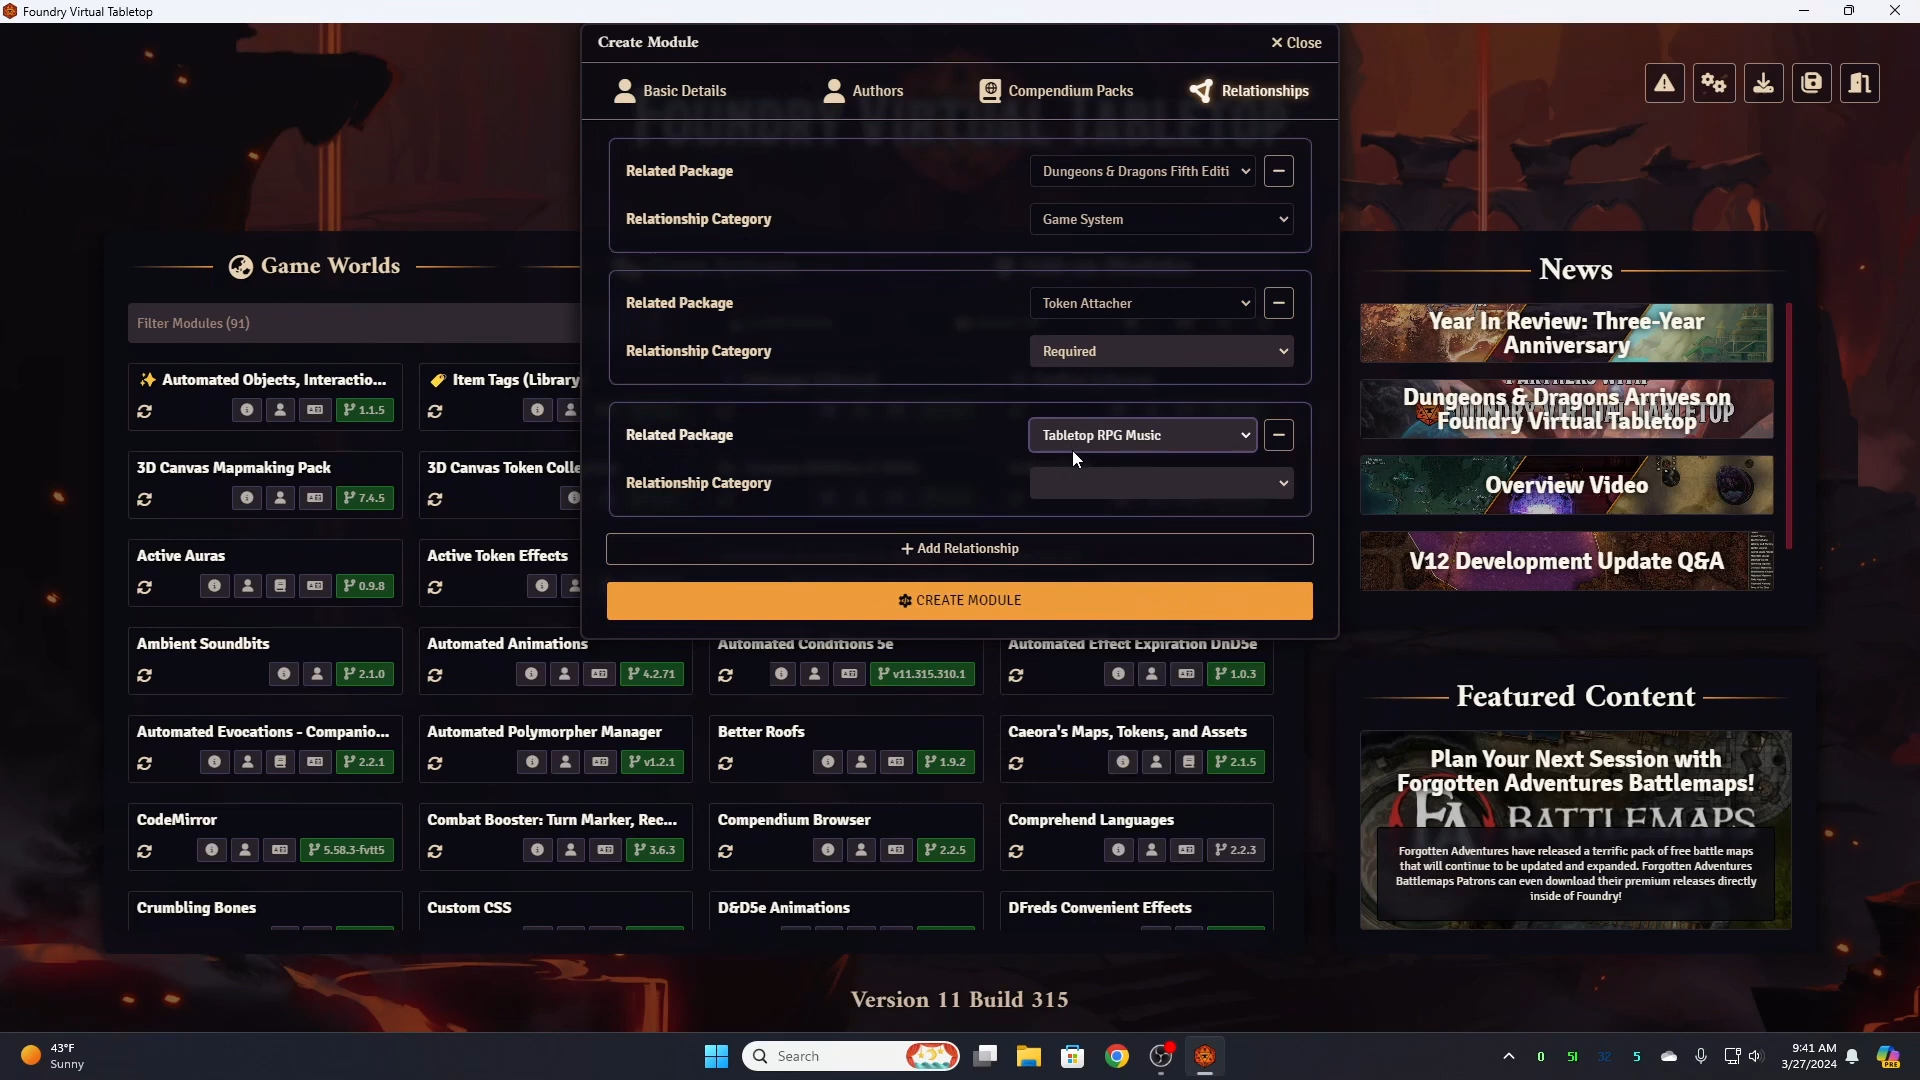 Foundry Virtual Tabletop
Create Module
Close
Basic Details
Authors
Compendium Packs
Relationships
FOUNDRY VIRTUAL TABLETOP
Related Package
Dungeons & Dragons Fifth Editi
Relationship Category
Game System
Related Package
Token Attacher
Relationship Category
Required
Related Package
Tabletop RPG Music
Relationship Category
+ Add Relationship
CREATE MODULE
Game Worlds
Filter Modules (91)
Automated Objects, Interactio...
1.1.5
Item Tags (Library
3D Canvas Mapmaking Pack
7.4.5
3D Canvas Token Colle
Active Auras
0.9.8
Active Token Effects
Ambient Soundbits
2.1.0
Automated Animations
4.2.71
Automated Conditions 5e
v11.315.310.1
Automated Effect Expiration DnD5e
1.0.3
Automated Evocations - Companio...
2.2.1
Automated Polymorpher Manager
v1.2.1
Better Roofs
1.9.2
Caeora's Maps, Tokens, and Assets
2.1.5
CodeMirror
5.58.3-fvtt5
Combat Booster: Turn Marker, Rec...
3.6.3
Compendium Browser
2.2.5
Comprehend Languages
2.2.3
Crumbling Bones
Custom CSS
D&D5e Animations
DFreds Convenient Effects
News
Year In Review: Three-Year
Anniversary
Dungeons & Dragons Arrives on
Foundry Virtual Tabletop
Overview Video
V12 Development Update Q&A
Featured Content
Plan Your Next Session with
Forgotten Adventures Battlemaps!
FA
BATTLEMAPS
Forgotten Adventures have released a terrific pack of free battle maps
that will continue to be updated and expanded. Forgotten Adventures
Battlemaps Patrons can even download their premium releases directly
inside of Foundry!
Version 11 Build 315
43°F
Sunny
Search
0
51
32
5
9:41 AM
3/27/2024
PRE